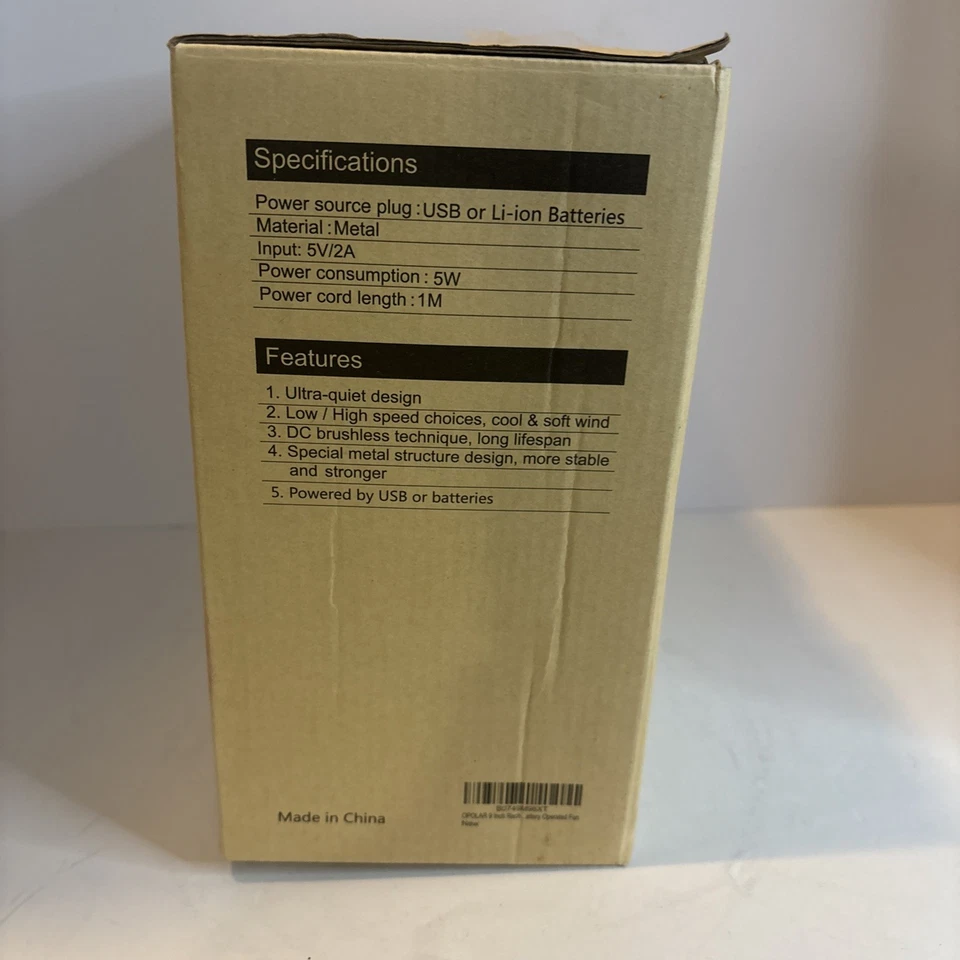 Specifications
Power source plug :USB or Li-ion Batteries
Material :Metal
Input: 5V/2A
Power consumption : 5W
Power cord length :1M
Features
1. Ultra-quiet design
2. Low / High speed choices, cool & soft wind
3. DC brushless technique, long lifespan
4. Special metal structure design, more stable
and stronger
5. Powered by USB or batteries
Made in China
OPOLAR Operated Fan